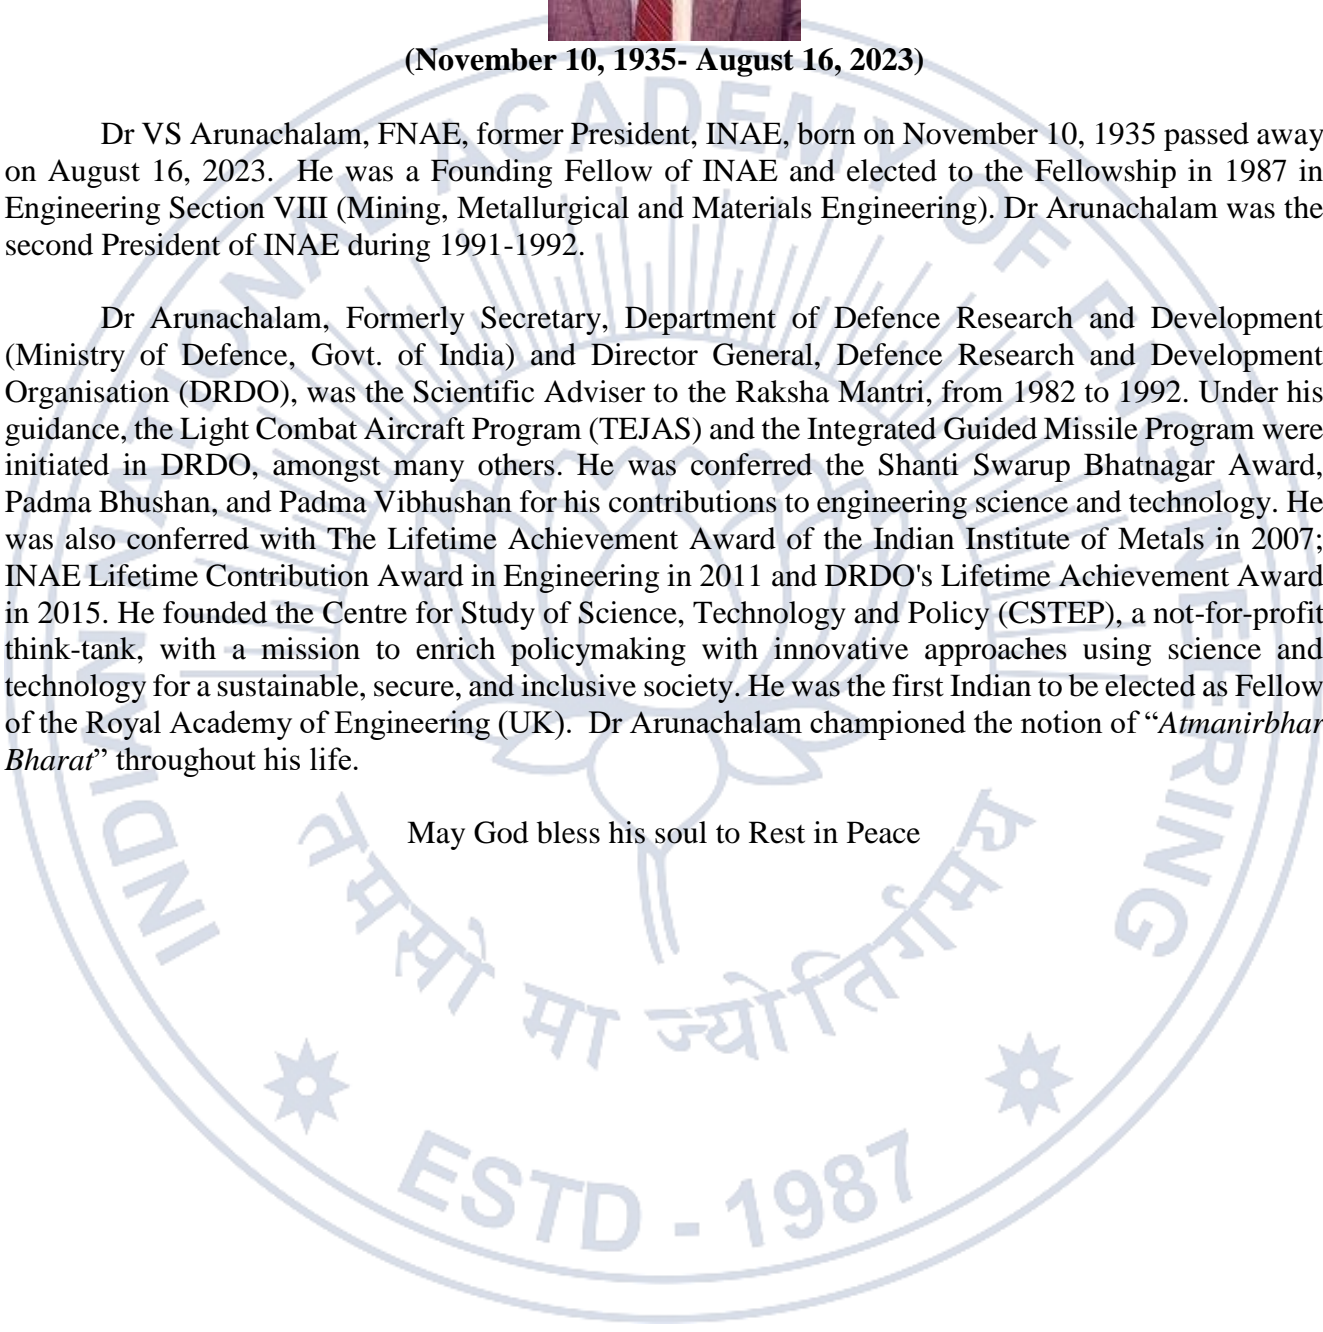 (November 10, 1935- August 16, 2023)
Dr VS Arunachalam, FNAE, former President, INAE, born on November 10, 1935 passed away
on August 16, 2023. He was a Founding Fellow of INAE and elected to the Fellowship in 1987 in
Engineering Section VIII (Mining, Metallurgical and Materials Engineering). Dr Arunachalam was the
second President of INAE during 1991-1992.
Dr Arunachalam, Formerly Secretary, Department of Defence Research and Development
(Ministry of Defence, Govt. of India) and Director General, Defence Research and Development
Organisation (DRDO), was the Scientific Adviser to the Raksha Mantri, from 1982 to 1992. Under his
guidance, the Light Combat Aircraft Program (TEJAS) and the Integrated Guided Missile Program were
initiated in DRDO, amongst many others. He was conferred the Shanti Swarup Bhatnagar Award,
Padma Bhushan, and Padma Vibhushan for his contributions to engineering science and technology. He
was also conferred with The Lifetime Achievement Award of the Indian Institute of Metals in 2007;
INAE Lifetime Contribution Award in Engineering in 2011 and DRDO's Lifetime Achievement Award
in 2015. He founded the Centre for Study of Science, Technology and Policy (CSTEP), a not-for-profit
think-tank, with a mission to enrich policymaking with innovative approaches using science and
technology for a sustainable, secure, and inclusive society. He was the first Indian to be elected as Fellow
of the Royal Academy of Engineering (UK). Dr Arunachalam championed the notion of “Atmanirbhar
Bharat” throughout his life.
May God bless his soul to Rest in Peace
INDIAN NATIONAL ACADEMY OF ENGINEERING
तमसो मा ज्योतिर्गमय
ESTD - 1987